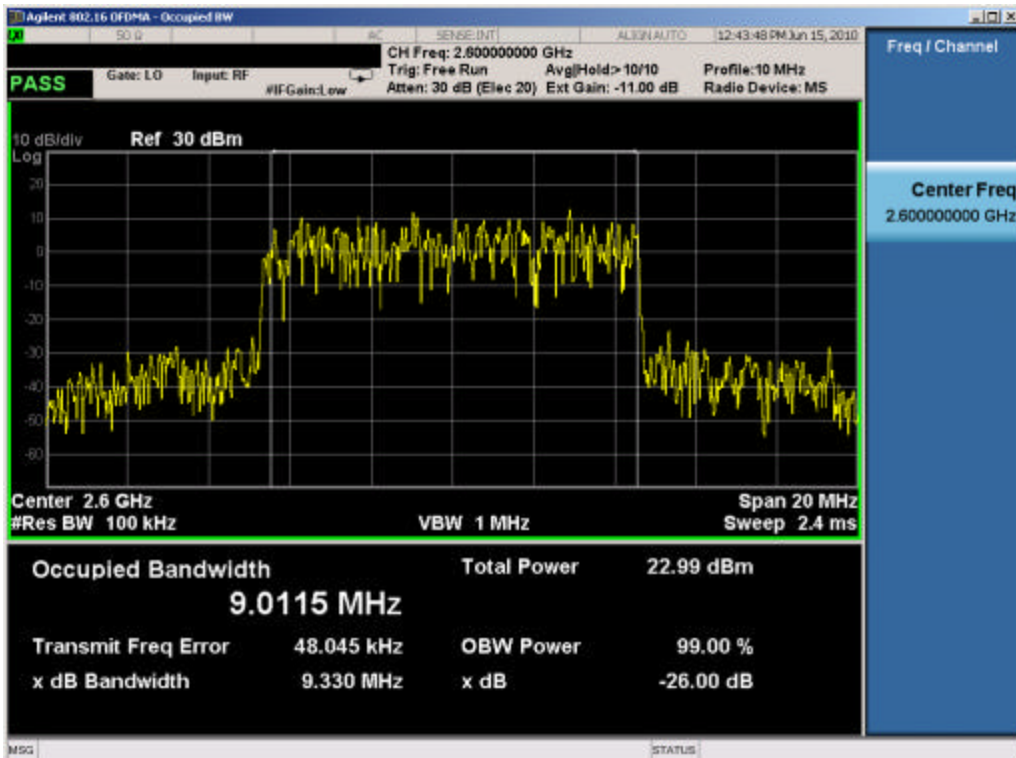 Agilent 802.16 OFDMA - Occupied BW
50 Ω AC SENSE:INT ALIGN AUTO 12:43:48 PM Jun 15, 2010
Freq / Channel
CH Freq: 2.600000000 GHz
PASS Gate: LO Input: RF Trig: Free Run Avg|Hold:> 10/10 Profile:10 MHz
#IFGain:Low Atten: 30 dB (Elec 20) Ext Gain: -11.00 dB Radio Device: MS
10 dB/div Ref 30 dBm
Log
20
10
0
-10
-20
-30
-40
-50
-60
Center Freq
2.600000000 GHz
Center 2.6 GHz Span 20 MHz
#Res BW 100 kHz VBW 1 MHz Sweep 2.4 ms
Occupied Bandwidth Total Power 22.99 dBm
9.0115 MHz
Transmit Freq Error 48.045 kHz OBW Power 99.00 %
x dB Bandwidth 9.330 MHz x dB -26.00 dB
MSG STATUS